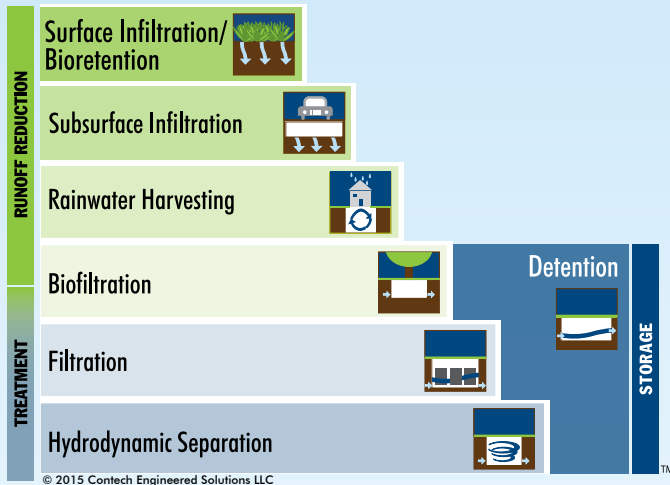 RUNOFF REDUCTION
Surface Infiltration/
Bioretention
Subsurface Infiltration
Rainwater Harvesting
Biofiltration
Detention
STORAGE
TREATMENT
Filtration
Hydrodynamic Separation
TM
© 2015 Contech Engineered Solutions LLC